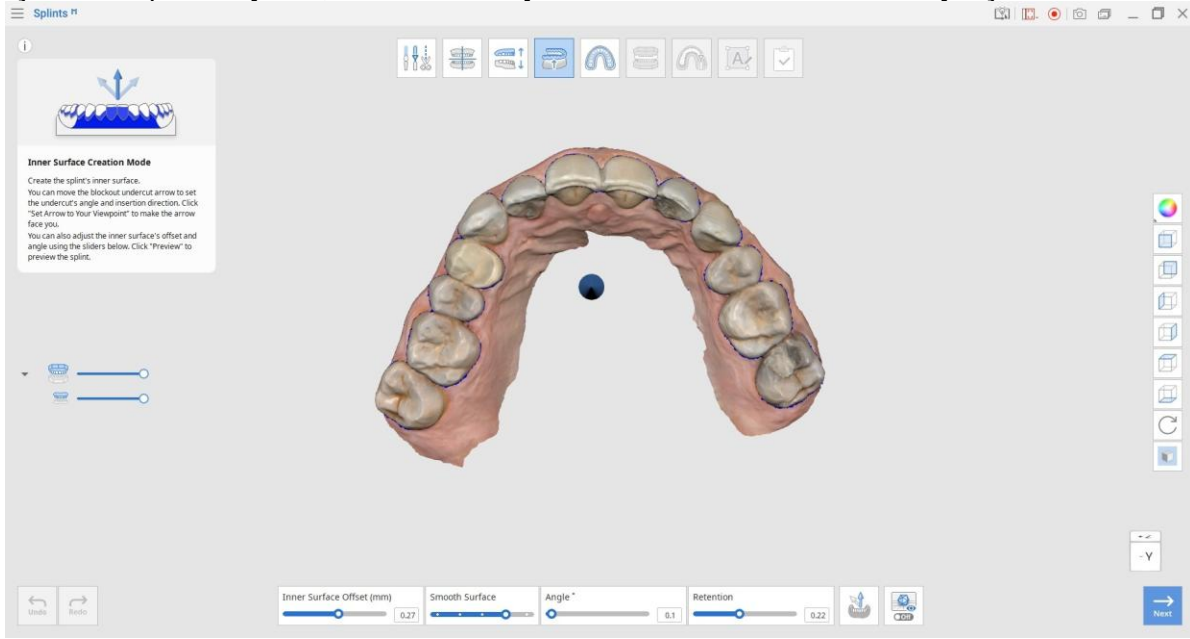 Splints M
i
Inner Surface Creation Mode
Create the splint's inner surface.
You can move the blockout undercut arrow to set
the undercut's angle and insertion direction. Click
"Set Arrow to Your Viewpoint" to make the arrow
face you.
You can also adjust the inner surface's offset and
angle using the sliders below. Click "Preview" to
preview the splint.
A
- Y
Undo
Redo
Inner Surface Offset (mm)
0.27
Smooth Surface
Angle °
0.1
Retention
0.22
Off
Next